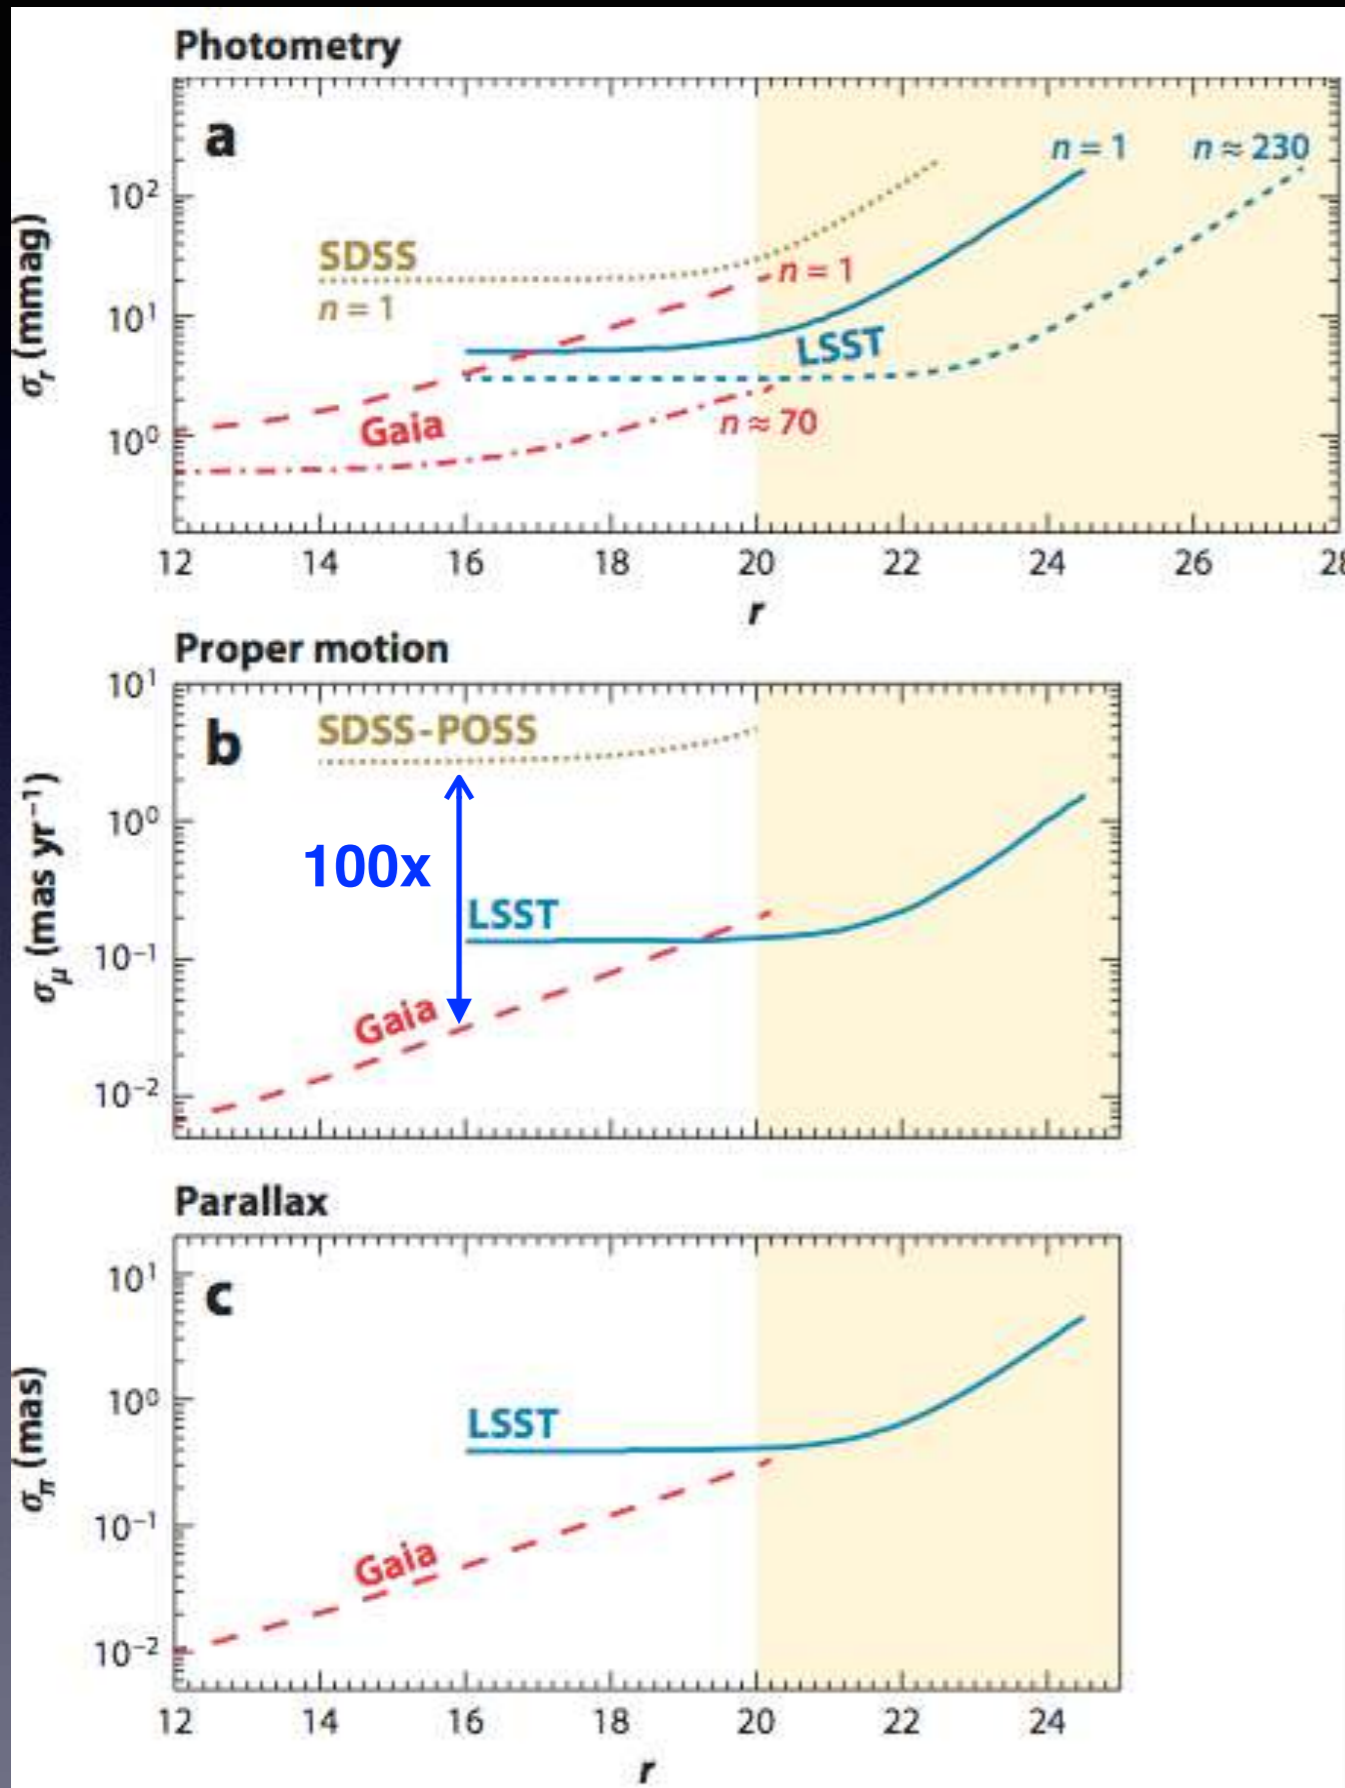 Photometry
a
10²
10¹
10⁰
σr (mmag)
SDSS
n = 1
n = 1
n = 1
n ≈ 230
LSST
Gaia
n ≈ 70
12 14 16 18 20 22 24 26 28
r
Proper motion
b
10¹
10⁰
10⁻¹
10⁻²
σμ (mas yr⁻¹)
SDSS-POSS
100x
LSST
Gaia
Parallax
c
10¹
10⁰
10⁻¹
10⁻²
σπ (mas)
LSST
Gaia
12 14 16 18 20 22 24
r